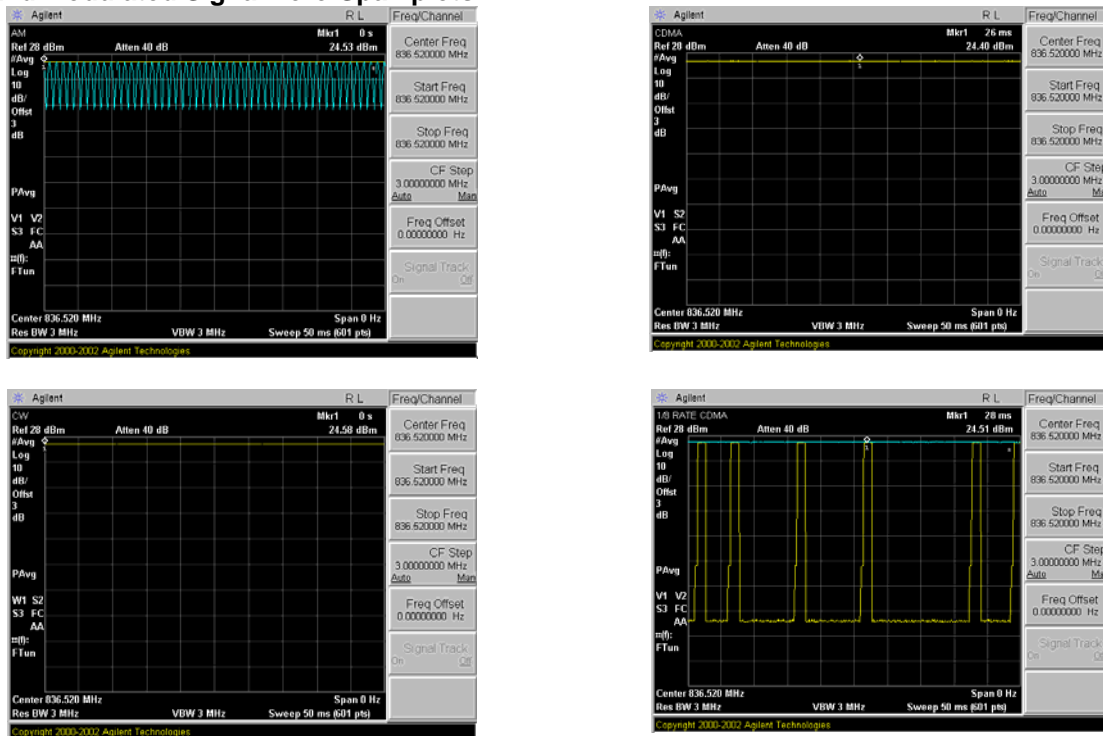 Agilent R L Freq/Channel
AM Mkr1 0 s
Ref 28 dBm Atten 40 dB 24.53 dBm
#Avg
Log
10
dB/
Offst
3
dB
PAvg
V1 V2
S3 FC
AA
¤(f):
FTun
Center 836.520 MHz Span 0 Hz
Res BW 3 MHz VBW 3 MHz Sweep 50 ms (601 pts)
Copyright 2000-2002 Agilent Technologies
Center Freq
836.520000 MHz
Start Freq
836.520000 MHz
Stop Freq
836.520000 MHz
CF Step
3.00000000 MHz
Auto Man
Freq Offset
0.00000000 Hz
Signal Track
On Off
Agilent R L Freq/Channel
CDMA Mkr1 26 ms
Ref 28 dBm Atten 40 dB 24.40 dBm
#Avg
Log
10
dB/
Offst
3
dB
PAvg
V1 S2
S3 FC
AA
¤(f):
FTun
Center 836.520 MHz Span 0 Hz
Res BW 3 MHz VBW 3 MHz Sweep 50 ms (601 pts)
Copyright 2000-2002 Agilent Technologies
Center Freq
836.520000 MHz
Start Freq
836.520000 MHz
Stop Freq
836.520000 MHz
CF Step
3.00000000 MHz
Auto
Freq Offset
0.00000000 Hz
Signal Track
On
Agilent R L Freq/Channel
CW Mkr1 0 s
Ref 28 dBm Atten 40 dB 24.58 dBm
#Avg
Log
10
dB/
Offst
3
dB
PAvg
W1 S2
S3 FC
AA
¤(f):
FTun
Center 836.520 MHz Span 0 Hz
Res BW 3 MHz VBW 3 MHz Sweep 50 ms (601 pts)
Copyright 2000-2002 Agilent Technologies
Center Freq
836.520000 MHz
Start Freq
836.520000 MHz
Stop Freq
836.520000 MHz
CF Step
3.00000000 MHz
Auto Man
Freq Offset
0.00000000 Hz
Signal Track
On Off
Agilent R L Freq/Channel
1/8 RATE CDMA Mkr1 28 ms
Ref 28 dBm Atten 40 dB 24.51 dBm
#Avg
Log
10
dB/
Offst
3
dB
PAvg
V1 V2
S3 FC
AA
¤(f):
FTun
Center 836.520 MHz Span 0 Hz
Res BW 3 MHz VBW 3 MHz Sweep 50 ms (601 pts)
Copyright 2000-2002 Agilent Technologies
Center Freq
836.520000 MHz
Start Freq
836.520000 MHz
Stop Freq
836.520000 MHz
CF Step
3.00000000 MHz
Auto
Freq Offset
0.00000000 Hz
Signal Track
On